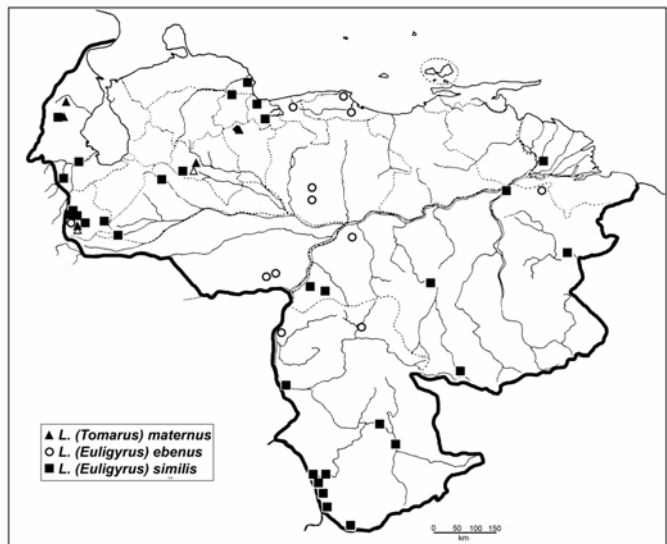 ▲ L. (Tomarus) maternus
○ L. (Euligyrus) ebenus
■ L. (Euligyrus) similis
0 50 100 150
km